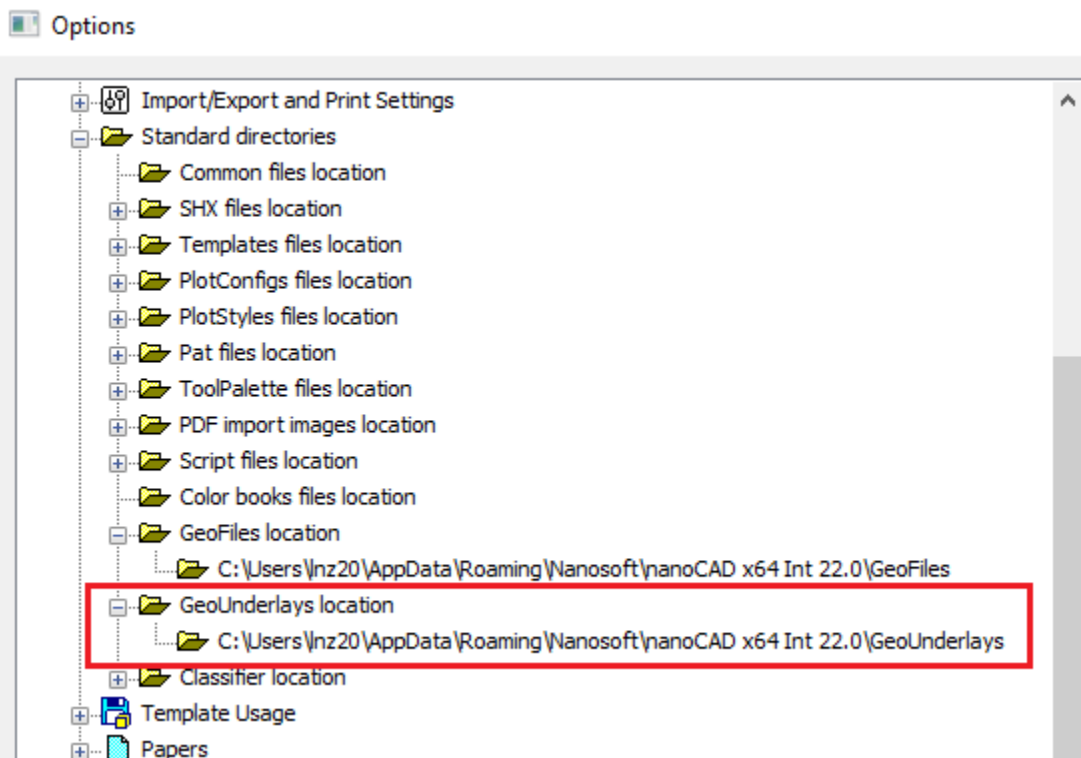 Options
Import/Export and Print Settings
Standard directories
Common files location
SHX files location
Templates files location
PlotConfigs files location
PlotStyles files location
Pat files location
ToolPalette files location
PDF import images location
Script files location
Color books files location
GeoFiles location
C:\Users\lnz20\AppData\Roaming\Nanosoft\nanoCAD x64 Int 22.0\GeoFiles
GeoUnderlays location
C:\Users\lnz20\AppData\Roaming\Nanosoft\nanoCAD x64 Int 22.0\GeoUnderlays
Classifier location
Template Usage
Papers